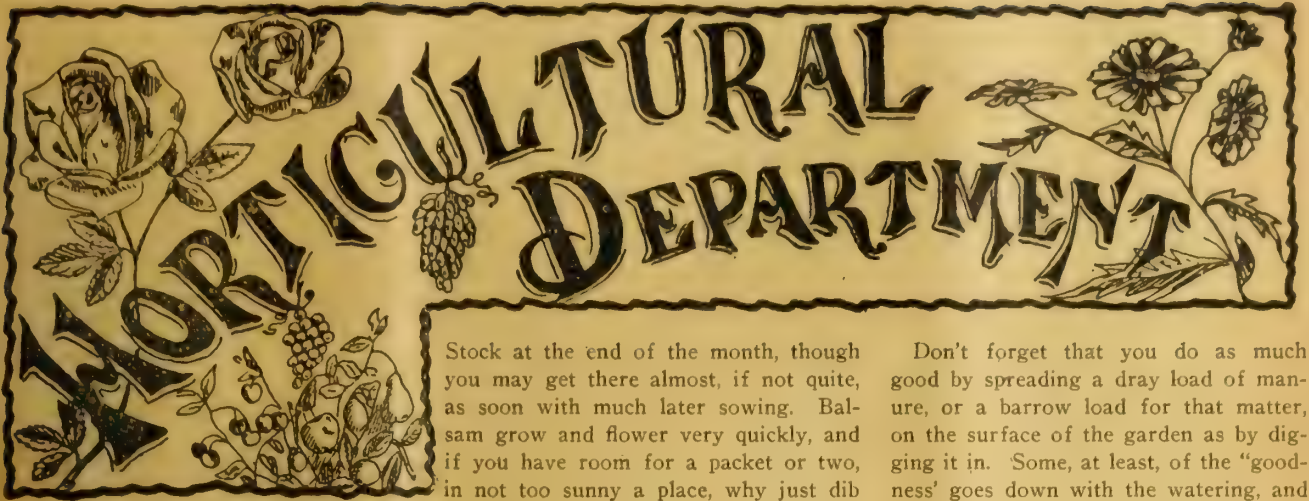 HORTICULTURAL
DEPARTMENT
Stock at the end of the month, though
you may get there almost, if not quite,
as soon with much later sowing. Bal-
sam grow and flower very quickly, and
if you have room for a packet or two,
in not too sunny a place, why just dib
Don't forget that you do as much
good by spreading a dray load of man-
ure, or a barrow load for that matter,
on the surface of the garden as by dig-
ging it in. Some, at least, of the "good-
ness' goes down with the watering, and